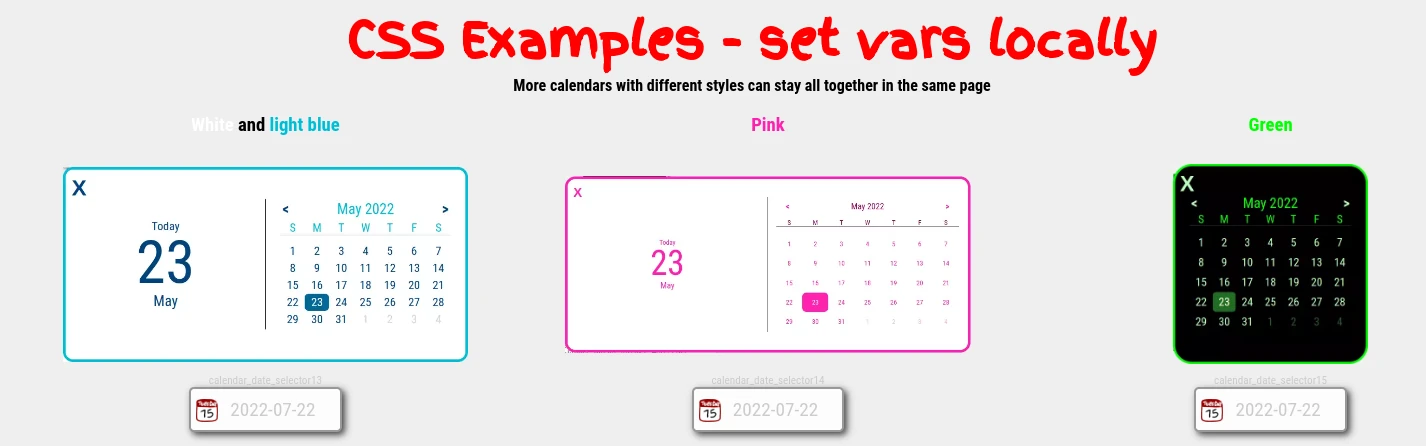 CSS Examples - set vars locally
More calendars with different styles can stay all together in the same page
White and light blue
X
Today
23
May
< May 2022 >
S M T W T F S
1 2 3 4 5 6 7
8 9 10 11 12 13 14
15 16 17 18 19 20 21
22 23 24 25 26 27 28
29 30 31 1 2 3 4
calendar_date_selector13
15
2022-07-22
Pink
X
Today
23
May
< May 2022 >
S M T W T F S
1 2 3 4 5 6 7
8 9 10 11 12 13 14
15 16 17 18 19 20 21
22 23 24 25 26 27 28
29 30 31 1 2 3 4
calendar_date_selector14
15
2022-07-22
Green
X
< May 2022 >
S M T W T F S
1 2 3 4 5 6 7
8 9 10 11 12 13 14
15 16 17 18 19 20 21
22 23 24 25 26 27 28
29 30 31 1 2 3 4
calendar_date_selector15
15
2022-07-22